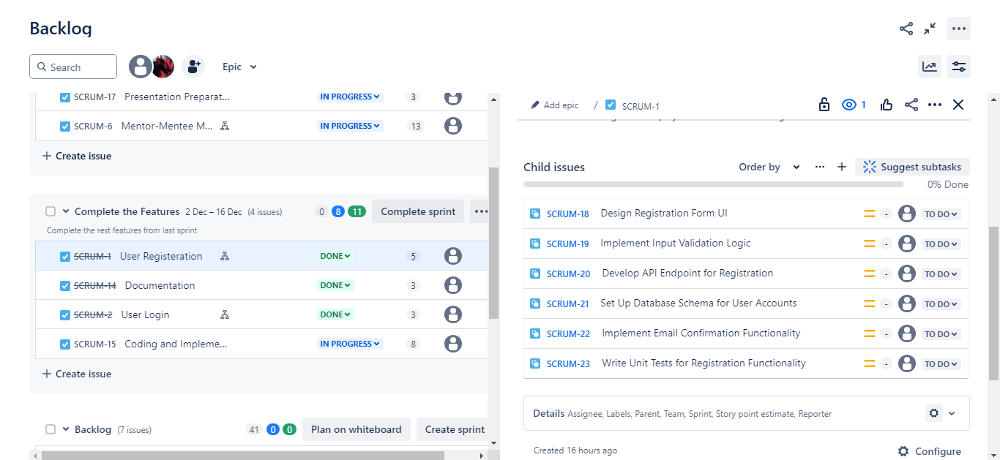 Backlog
Search
Epic
SCRUM-17 Presentation Preparat... IN PROGRESS 3
SCRUM-6 Mentor-Mentee M... IN PROGRESS 13
+ Create issue
Complete the Features 2 Dec – 16 Dec (4 issues) 0 8 11 Complete sprint ...
Complete the rest features from last sprint
SCRUM-1 User Registeration DONE 5
SCRUM-14 Documentation DONE 3
SCRUM-2 User Login DONE 3
SCRUM-15 Coding and Impleme... IN PROGRESS 8
+ Create issue
Backlog (7 issues) 41 0 0 Plan on whiteboard Create sprint
Add epic / SCRUM-1 1
Child issues Order by ... + Suggest subtasks
0% Done
SCRUM-18 Design Registration Form UI - TO DO
SCRUM-19 Implement Input Validation Logic - TO DO
SCRUM-20 Develop API Endpoint for Registration - TO DO
SCRUM-21 Set Up Database Schema for User Accounts - TO DO
SCRUM-22 Implement Email Confirmation Functionality - TO DO
SCRUM-23 Write Unit Tests for Registration Functionality - TO DO
Details Assignee, Labels, Parent, Team, Sprint, Story point estimate, Reporter
Created 16 hours ago Configure